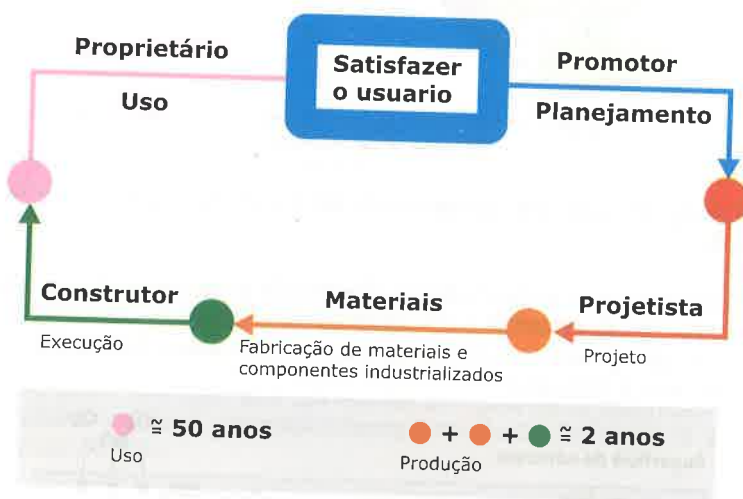 Proprietário
Uso
Satisfazer
o usuario
Promotor
Planejamento
Construtor
Execução
Materiais
Fabricação de materiais e
componentes industrializados
Projetista
Projeto
≅ 50 anos
Uso
+ + ≅ 2 anos
Produção